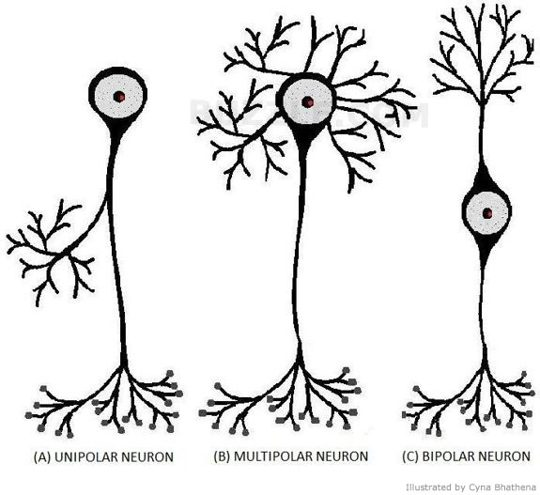 (A) UNIPOLAR NEURON (B) MULTIPOLAR NEURON (C) BIPOLAR NEURON
Illustrated by Cyna Bhathena